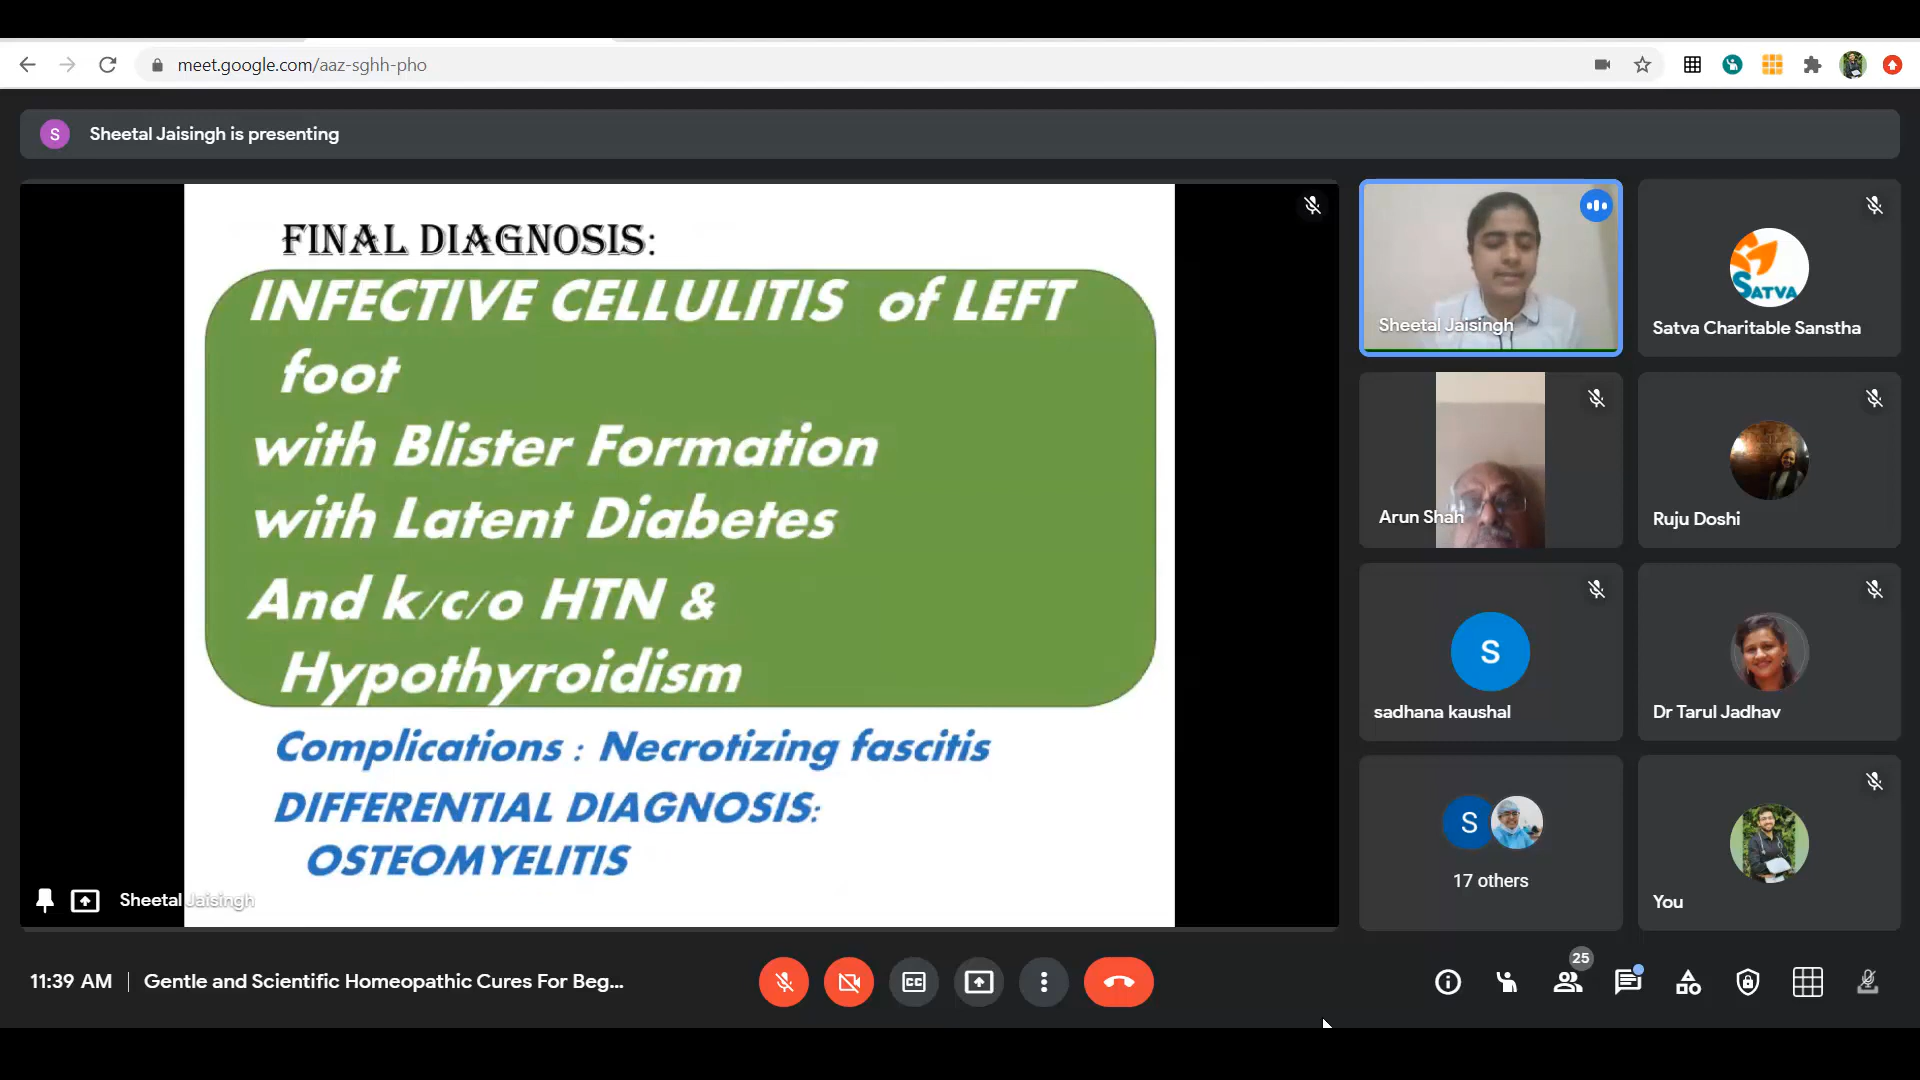 meet.google.com/aaz-sghh-pho
S
Sheetal Jaisingh is presenting
FINAL DIAGNOSIS:
INFECTIVE CELLULITIS of LEFT
foot
with Blister Formation
with Latent Diabetes
And k/c/o HTN &
Hypothyroidism
Complications : Necrotizing fascitis
DIFFERENTIAL DIAGNOSIS:
OSTEOMYELITIS
Sheetal Jaisingh
Sheetal Jaisingh
SATVA
Satva Charitable Sanstha
Arun Shah
Ruju Doshi
S
sadhana kaushal
Dr Tarul Jadhav
S
17 others
You
11:39 AM
Gentle and Scientific Homeopathic Cures For Beg...
CC
25